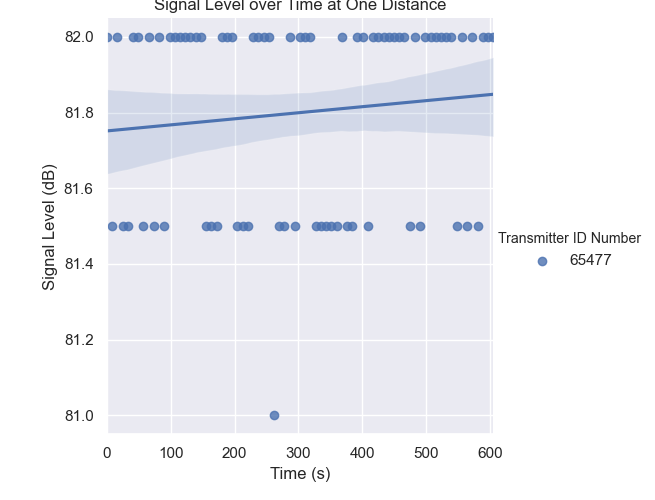 Signal Level over Time at One Distance
82.0
81.8
81.6
81.4
81.2
81.0
Signal Level (dB)
0 100 200 300 400 500 600
Time (s)
Transmitter ID Number
65477